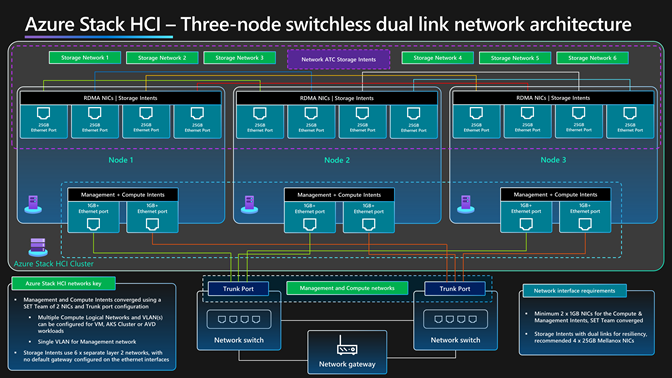 Azure Stack HCI – Three-node switchless dual link network architecture
Storage Network 1
Storage Network 2
Storage Network 3
Network ATC Storage Intents
Storage Network 4
Storage Network 5
Storage Network 6
RDMA NICs | Storage Intents
25GB
Ethernet Port
25GB
Ethernet Port
25GB
Ethernet Port
25GB
Ethernet Port
RDMA NICs | Storage Intents
25GB
Ethernet Port
25GB
Ethernet Port
25GB
Ethernet Port
25GB
Ethernet Port
RDMA NICs | Storage Intents
25GB
Ethernet Port
25GB
Ethernet Port
25GB
Ethernet Port
25GB
Ethernet Port
Node 1
Node 2
Node 3
Management + Compute Intents
1GB+
Ethernet port
1GB+
Ethernet port
Management + Compute Intents
1GB+
Ethernet port
1GB+
Ethernet port
Management + Compute Intents
1GB+
Ethernet port
1GB+
Ethernet port
Azure Stack HCI Cluster
Azure Stack HCI networks key
• Management and Compute Intents converged using a
SET Team of 2 NICs and Trunk port configuration
• Multiple Compute Logical Networks and VLAN(s)
can be configured for VM, AKS Cluster or AVD
workloads
• Single VLAN for Management network
• Storage Intents use 6 x separate layer 2 networks, with
no default gateway configured on the ethernet interfaces
Trunk Port
Management and Compute networks
Trunk Port
Network switch
Network switch
Network gateway
Network interface requirements
• Minimum 2 x 1GB NICs for the Compute &
Management Intents, SET Team converged
• Storage Intents with dual links for resiliency,
recommended 4 x 25GB Mellanox NICs